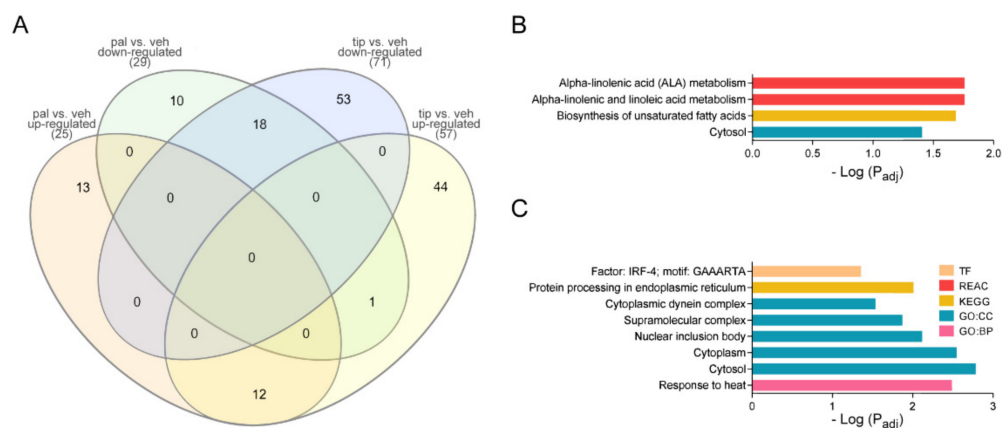 A
pal vs. veh
down-regulated
(29)
tip vs. veh
down-regulated
(71)
pal vs. veh
up-regulated
(25)
tip vs. veh
up-regulated
(57)
10
53
18
0
0
13
44
0
0
0
0
1
0
0
12
B
Alpha-linolenic acid (ALA) metabolism
Alpha-linolenic and linoleic acid metabolism
Biosynthesis of unsaturated fatty acids
Cytosol
0.0 0.5 1.0 1.5 2.0
- Log (Padj)
C
Factor: IRF-4; motif: GAAARTA
Protein processing in endoplasmic reticulum
Cytoplasmic dynein complex
Supramolecular complex
Nuclear inclusion body
Cytoplasm
Cytosol
Response to heat
TF
REAC
KEGG
GO:CC
GO:BP
0 1 2 3
- Log (Padj)